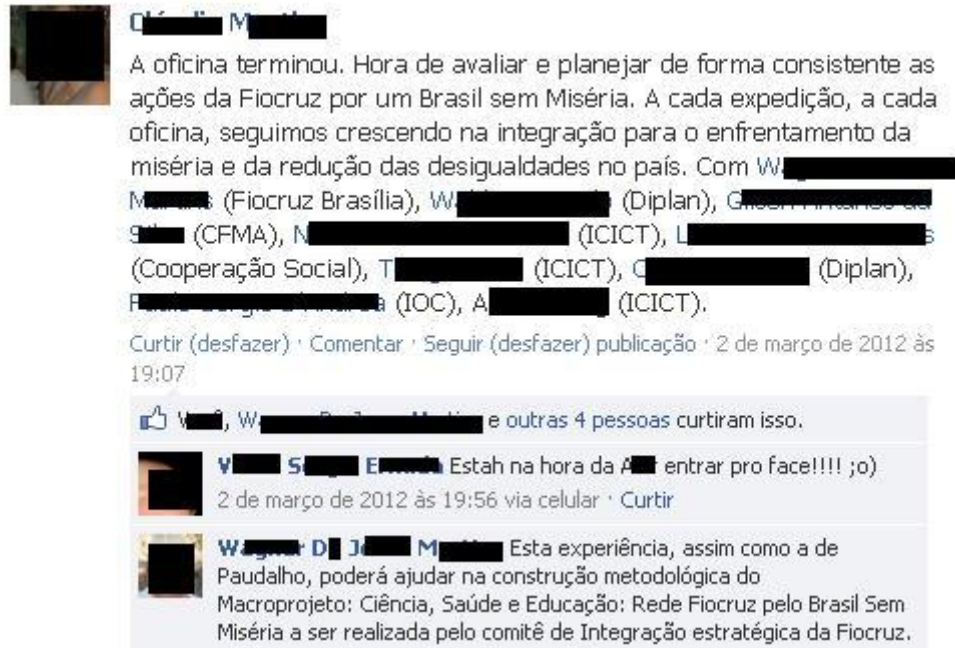 A oficina terminou. Hora de avaliar e planejar de forma consistente as
ações da Fiocruz por um Brasil sem Miséria. A cada expedição, a cada
oficina, seguimos crescendo na integração para o enfrentamento da
miséria e da redução das desigualdades no país. Com
(Fiocruz Brasília), (Diplan),
(CFMA), (ICICT),
(Cooperação Social), (ICICT), (Diplan),
(IOC), (ICICT).
Curtir (desfazer) · Comentar · Seguir (desfazer) publicação · 2 de março de 2012 às
19:07
e outras 4 pessoas curtiram isso.
Estah na hora da entrar pro face!!!! ;o)
2 de março de 2012 às 19:56 via celular · Curtir
Esta experiência, assim como a de
Paudalho, poderá ajudar na construção metodológica do
Macroprojeto: Ciência, Saúde e Educação: Rede Fiocruz pelo Brasil Sem
Miséria a ser realizada pelo comitê de Integração estratégica da Fiocruz.